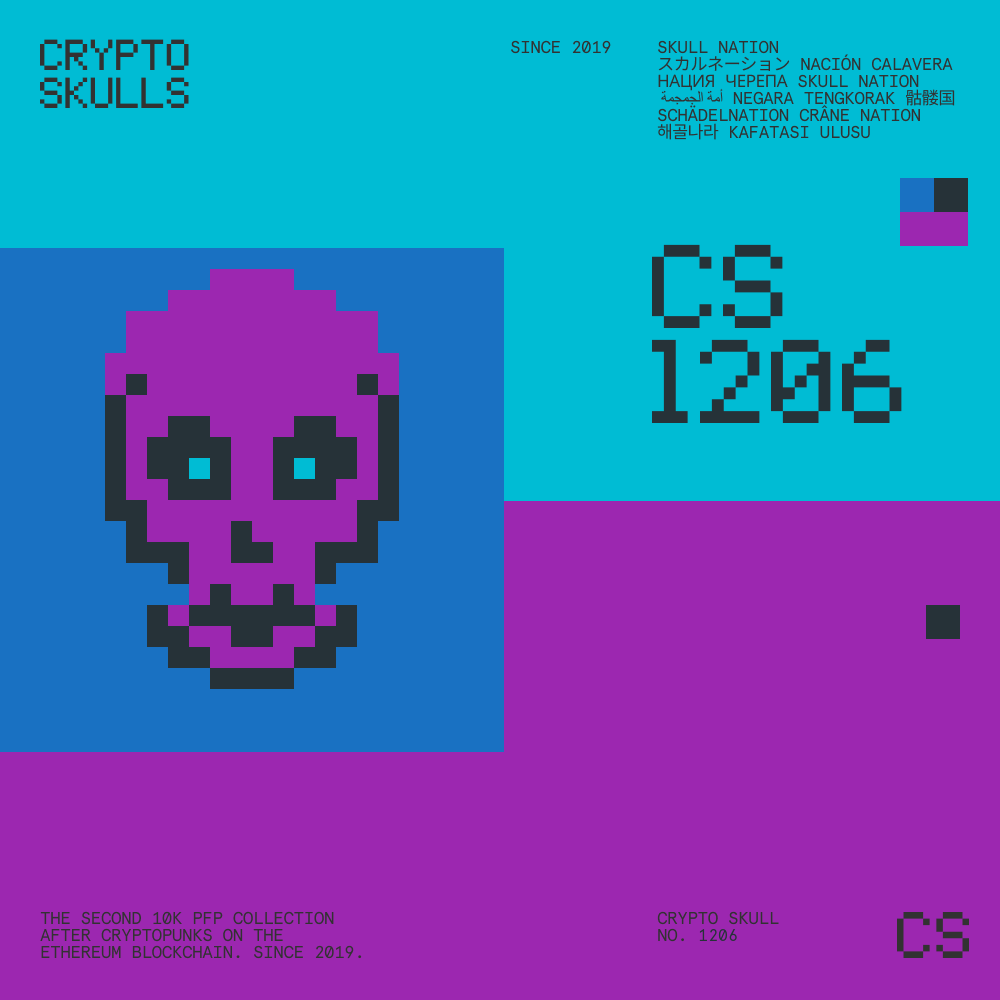 CRYPTO
SKULLS
SINCE 2019
SKULL NATION
スカルネーション NACIÓN CALAVERA
НАЦИЯ ЧЕРЕПА SKULL NATION
أمة الجمجمة NEGARA TENGKORAK 骷髅国
SCHÄDELNATION CRÂNE NATION
해골나라 KAFATASI ULUSU
CS
1206
THE SECOND 10K PFP COLLECTION
AFTER CRYPTOPUNKS ON THE
ETHEREUM BLOCKCHAIN. SINCE 2019.
CRYPTO SKULL
NO. 1206
CS